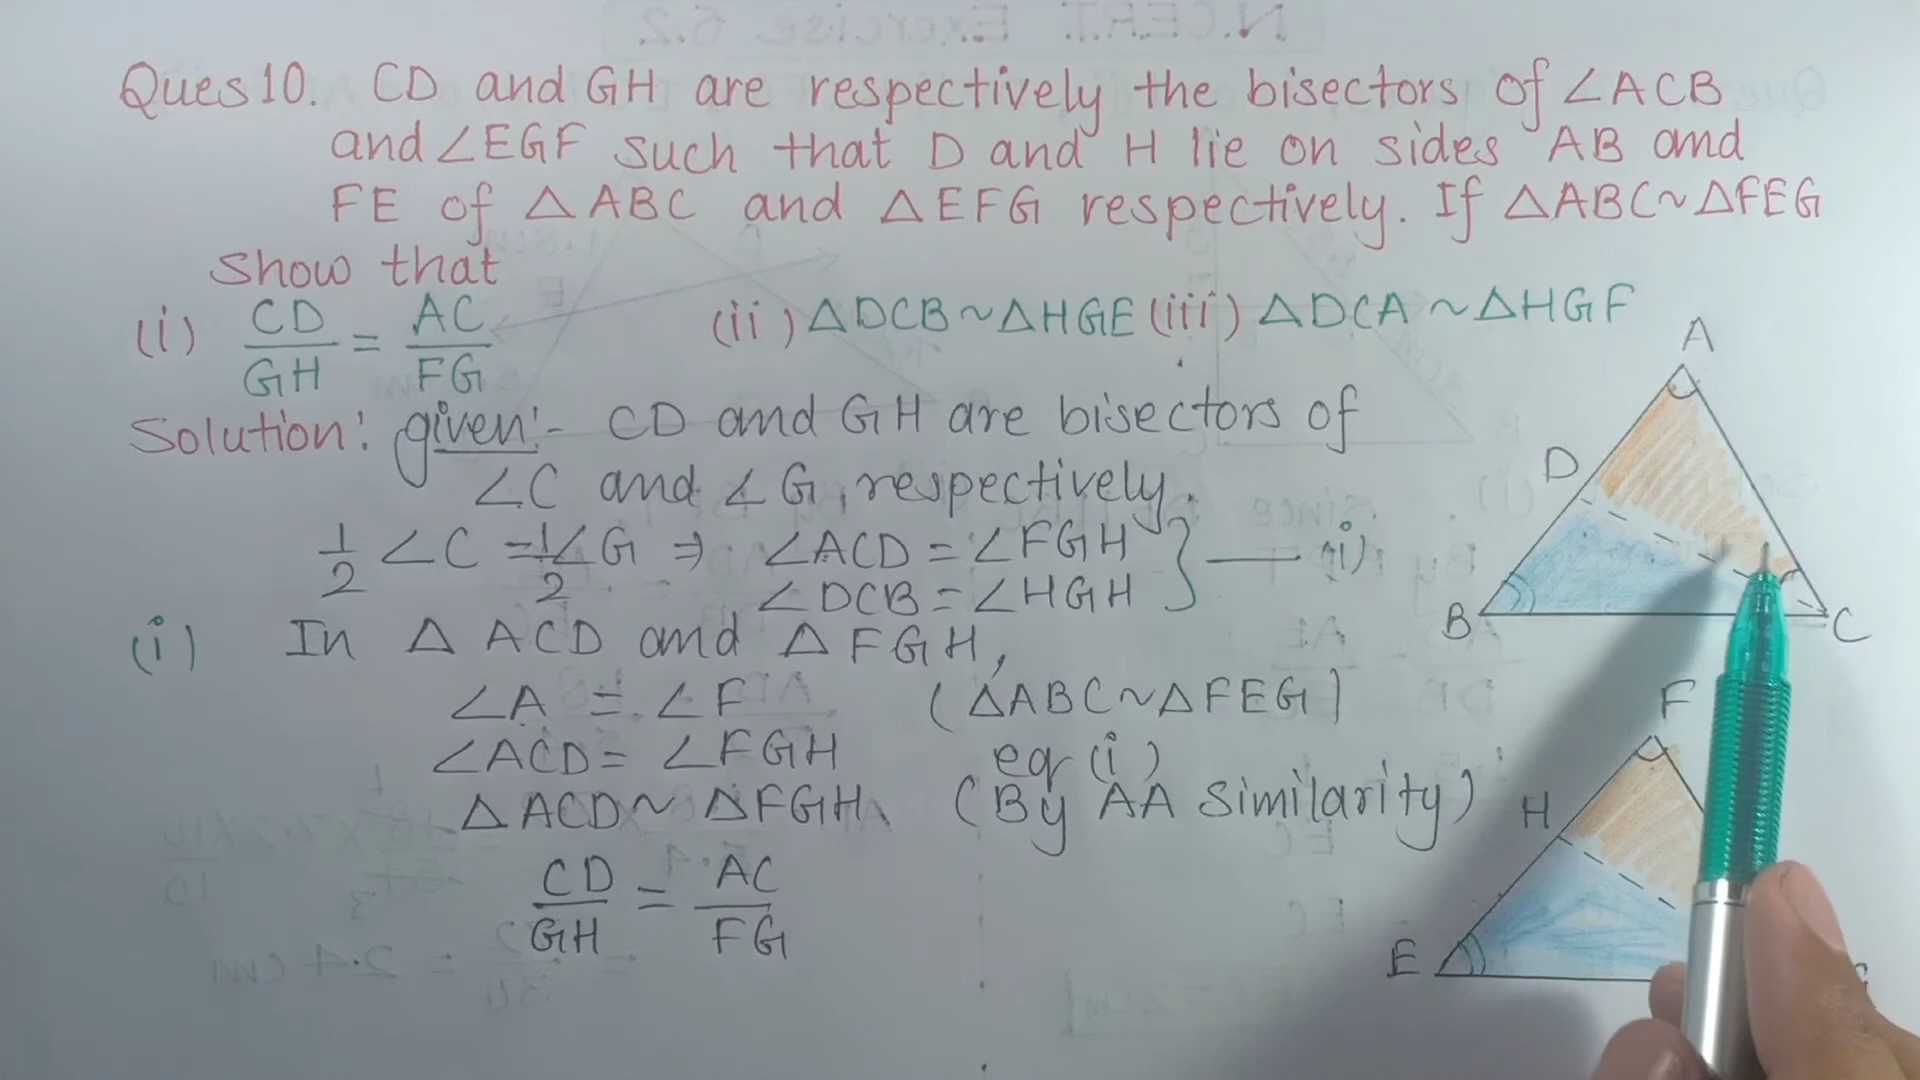 Ques 10. CD and GH are respectively the bisectors of ∠ACB
and ∠EGF such that D and H lie on sides AB and
FE of △ABC and △EFG respectively. If △ABC ~ △FEG
Show that
(i) CD/GH = AC/FG (ii) △DCB ~ △HGE (iii) △DCA ~ △HGF
Solution: given:- CD and GH are bisectors of
∠C and ∠G, respectively.
1/2 ∠C = 1/2 ∠G ⇒ ∠ACD = ∠FGH } — (i)
∠DCB = ∠HGH
(i) In △ ACD and △ FGH,
∠A = ∠F (△ABC ~ △FEG)
∠ACD = ∠FGH eq (i)
△ ACD ~ △FGH (By AA Similarity)
CD/GH = AC/FG
A
D
B
C
F
H
E
N.C.E.R.T. Exercise 6.2